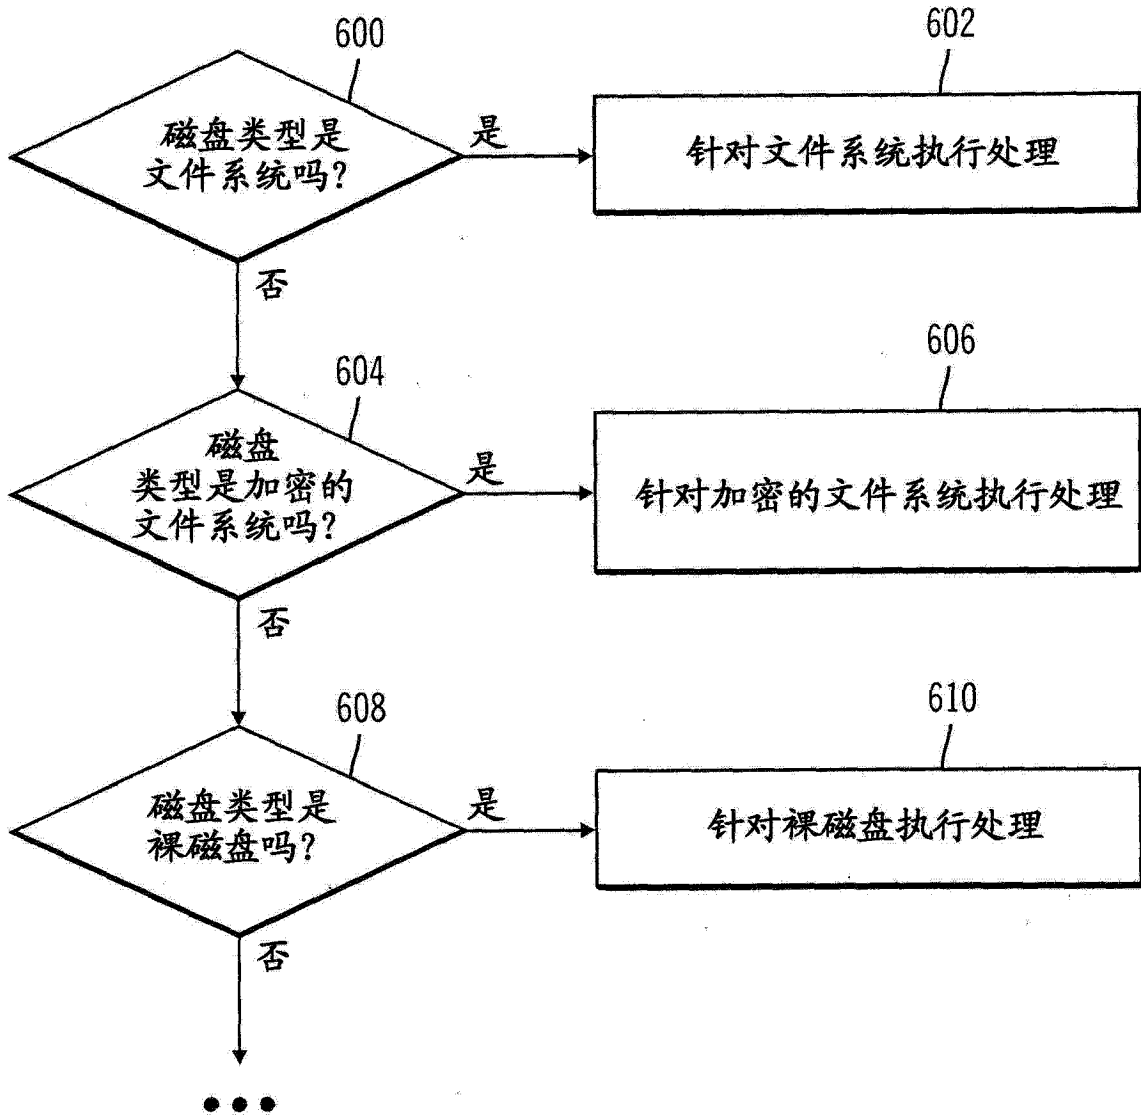 600
602
磁盘类型是
文件系统吗?
是
针对文件系统执行处理
否
604
606
磁盘
类型是加密的
文件系统吗?
是
针对加密的文件系统执行处理
否
608
610
磁盘类型是
裸磁盘吗?
是
针对裸磁盘执行处理
否
•••